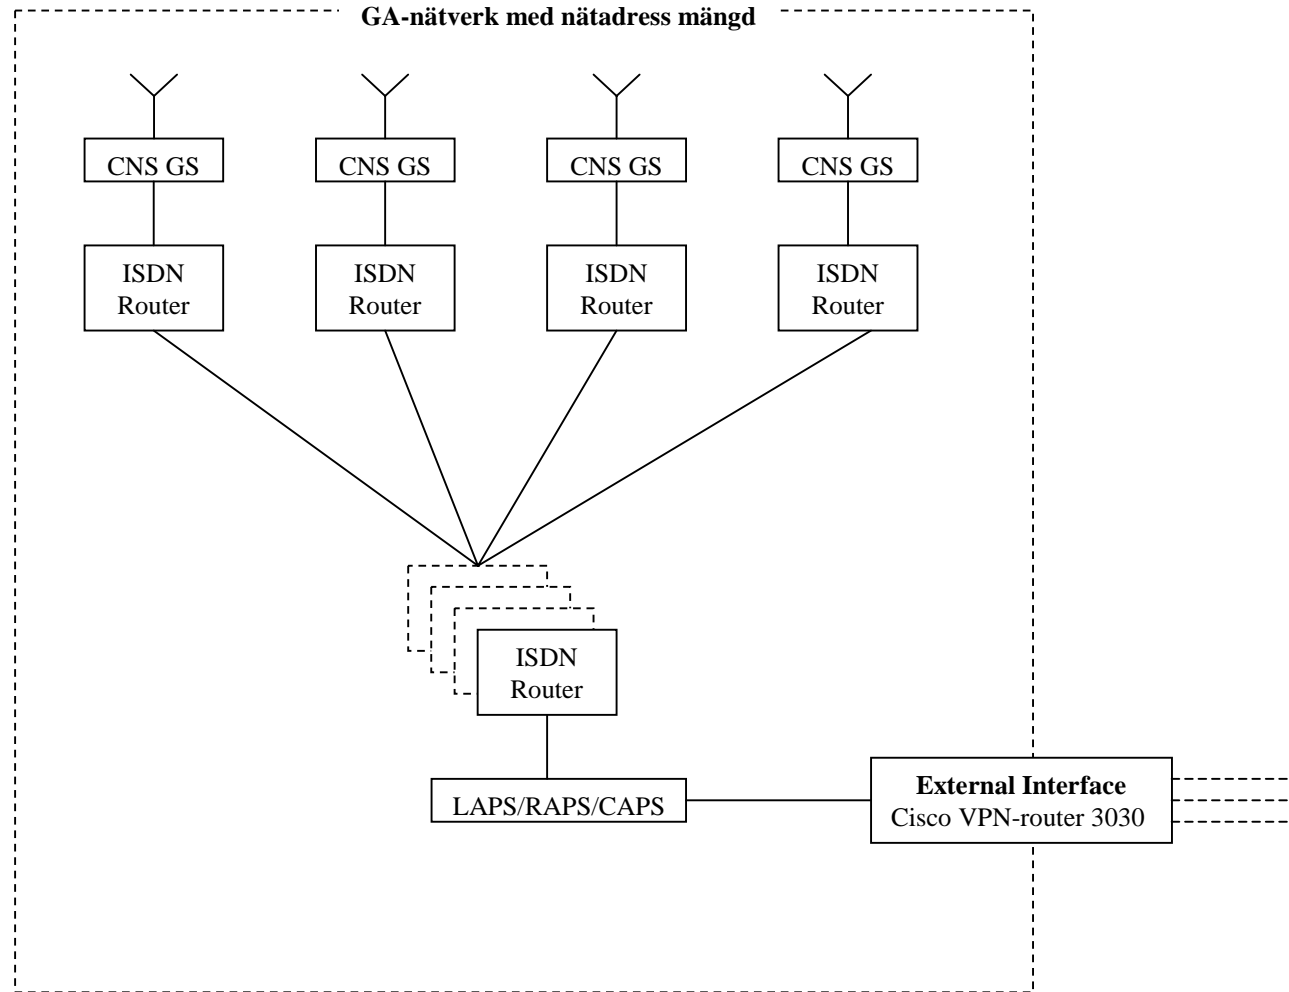 GA-nätverk med nätadress mängd
CNS GS
CNS GS
CNS GS
CNS GS
ISDN
Router
ISDN
Router
ISDN
Router
ISDN
Router
ISDN
Router
LAPS/RAPS/CAPS
External Interface
Cisco VPN-router 3030